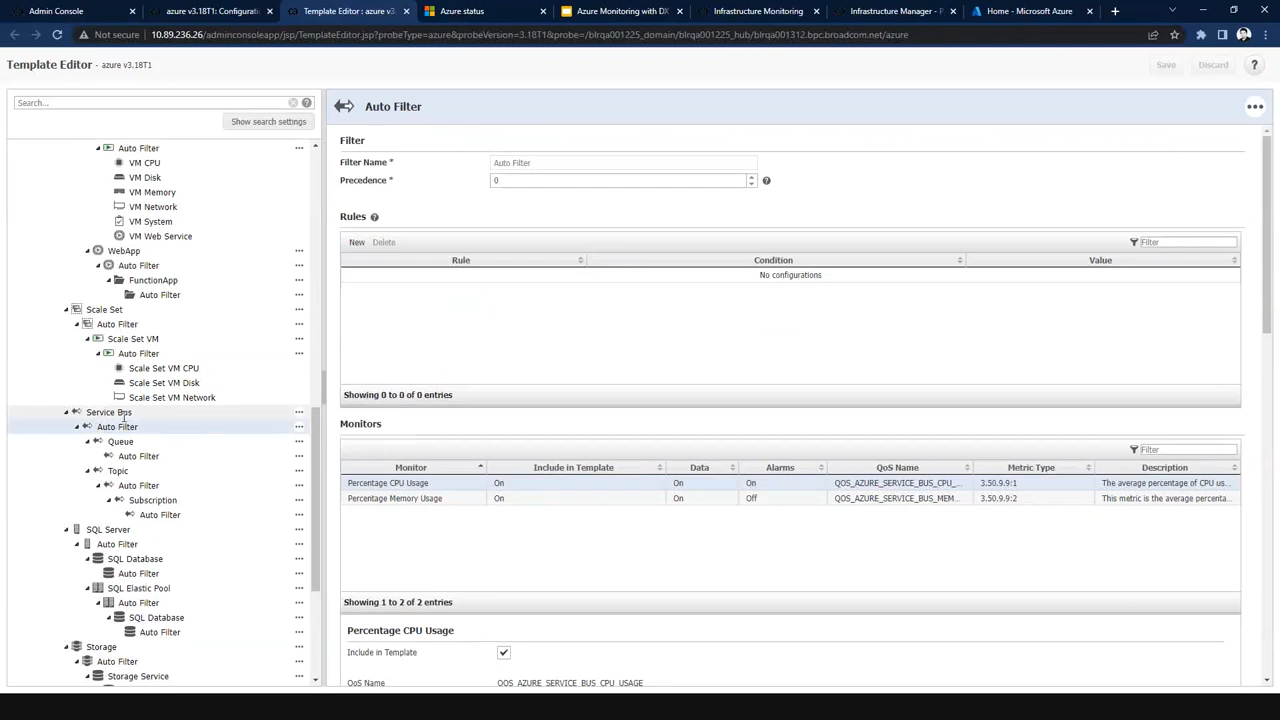 Admin Console
azure v3.18T1: Configuratio
Template Editor : azure v3
Azure status
Azure Monitoring with DX
Infrastructure Monitoring
Infrastructure Manager - P
Home - Microsoft Azure
Not secure | 10.89.236.26/adminconsoleapp/jsp/TemplateEditor.jsp?probeType=azure&probeVersion=3.18T1&probe=/blrqa001225_domain/blrqa001225_hub/blrqa001312.bpc.broadcom.net/azure
Template Editor - azure v3.18T1
Save
Discard
?
Search...
Show search settings
Auto Filter
VM CPU
VM Disk
VM Memory
VM Network
VM System
VM Web Service
WebApp
Auto Filter
FunctionApp
Auto Filter
Scale Set
Auto Filter
Scale Set VM
Auto Filter
Scale Set VM CPU
Scale Set VM Disk
Scale Set VM Network
Service Bus
Auto Filter
Queue
Auto Filter
Topic
Auto Filter
Subscription
Auto Filter
SQL Server
Auto Filter
SQL Database
Auto Filter
SQL Elastic Pool
Auto Filter
SQL Database
Auto Filter
Storage
Auto Filter
Storage Service
Auto Filter
Filter
Filter Name * Auto Filter
Precedence * 0
Rules
New Delete Filter
Rule Condition Value
No configurations
Showing 0 to 0 of 0 entries
Monitors
Filter
Monitor Include in Template Data Alarms QoS Name Metric Type Description
Percentage CPU Usage On On On QOS_AZURE_SERVICE_BUS_CPU_... 3.50.9.9:1 The average percentage of CPU us...
Percentage Memory Usage On On Off QOS_AZURE_SERVICE_BUS_MEM... 3.50.9.9:2 This metric is the average percenta...
Showing 1 to 2 of 2 entries
Percentage CPU Usage
Include in Template
QoS Name QOS_AZURE_SERVICE_BUS_CPU_USAGE